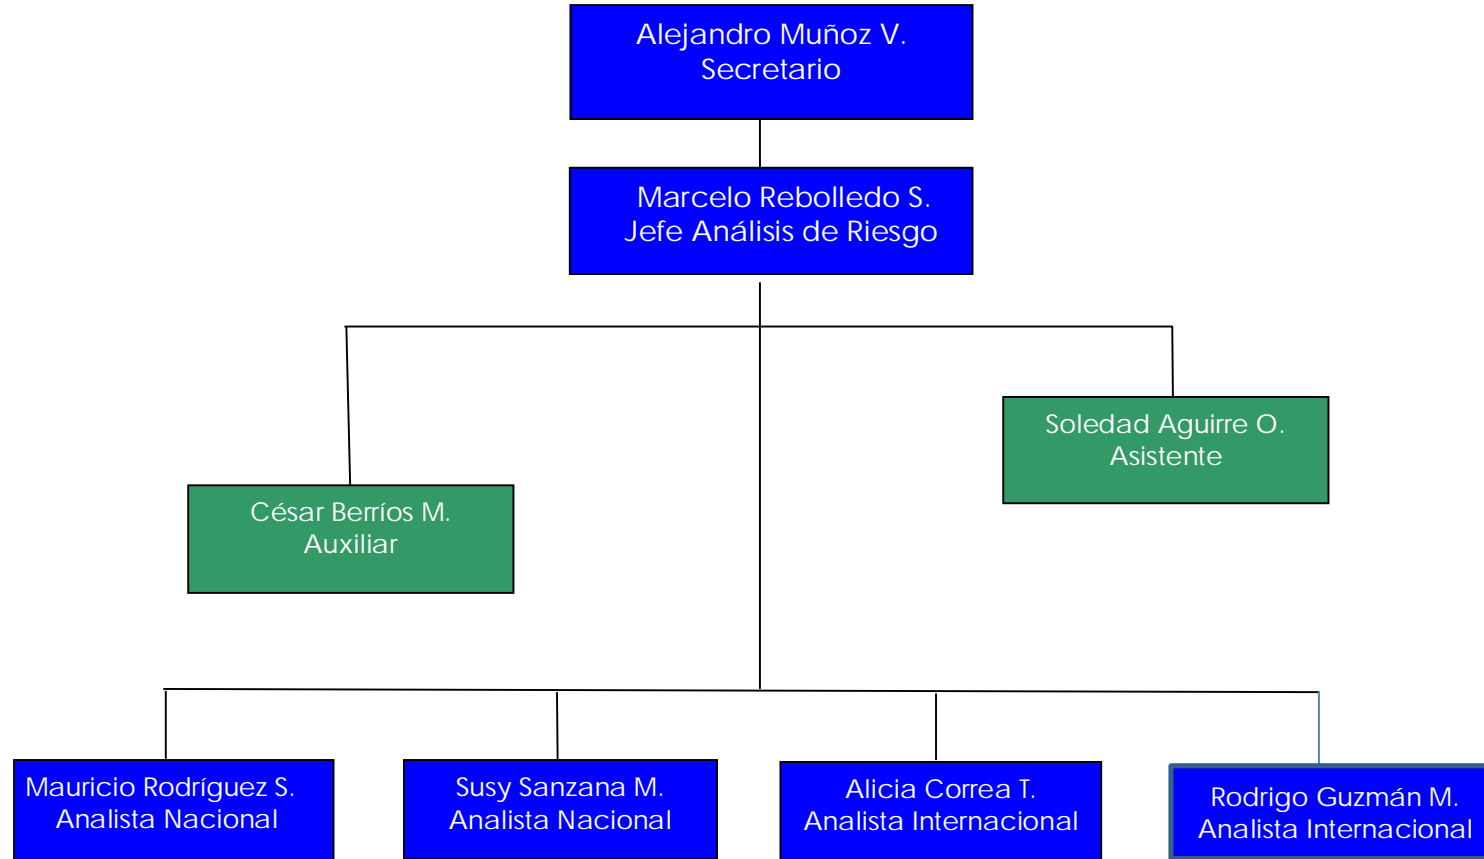 Alejandro Muñoz V.
Secretario
Marcelo Rebolledo S.
Jefe Análisis de Riesgo
Soledad Aguirre O.
Asistente
César Berríos M.
Auxiliar
Mauricio Rodríguez S.
Analista Nacional
Susy Sanzana M.
Analista Nacional
Alicia Correa T.
Analista Internacional
Rodrigo Guzmán M.
Analista Internacional